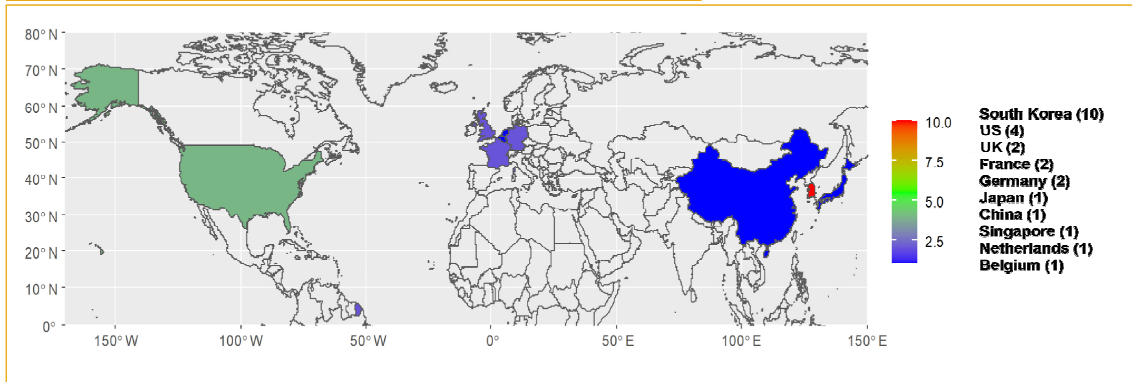 80° N
70° N
60° N
50° N
40° N
30° N
20° N
10° N
0°
150° W
100° W
50° W
0°
50° E
100° E
150° E
10.0
7.5
5.0
2.5
South Korea (10)
US (4)
UK (2)
France (2)
Germany (2)
Japan (1)
China (1)
Singapore (1)
Netherlands (1)
Belgium (1)